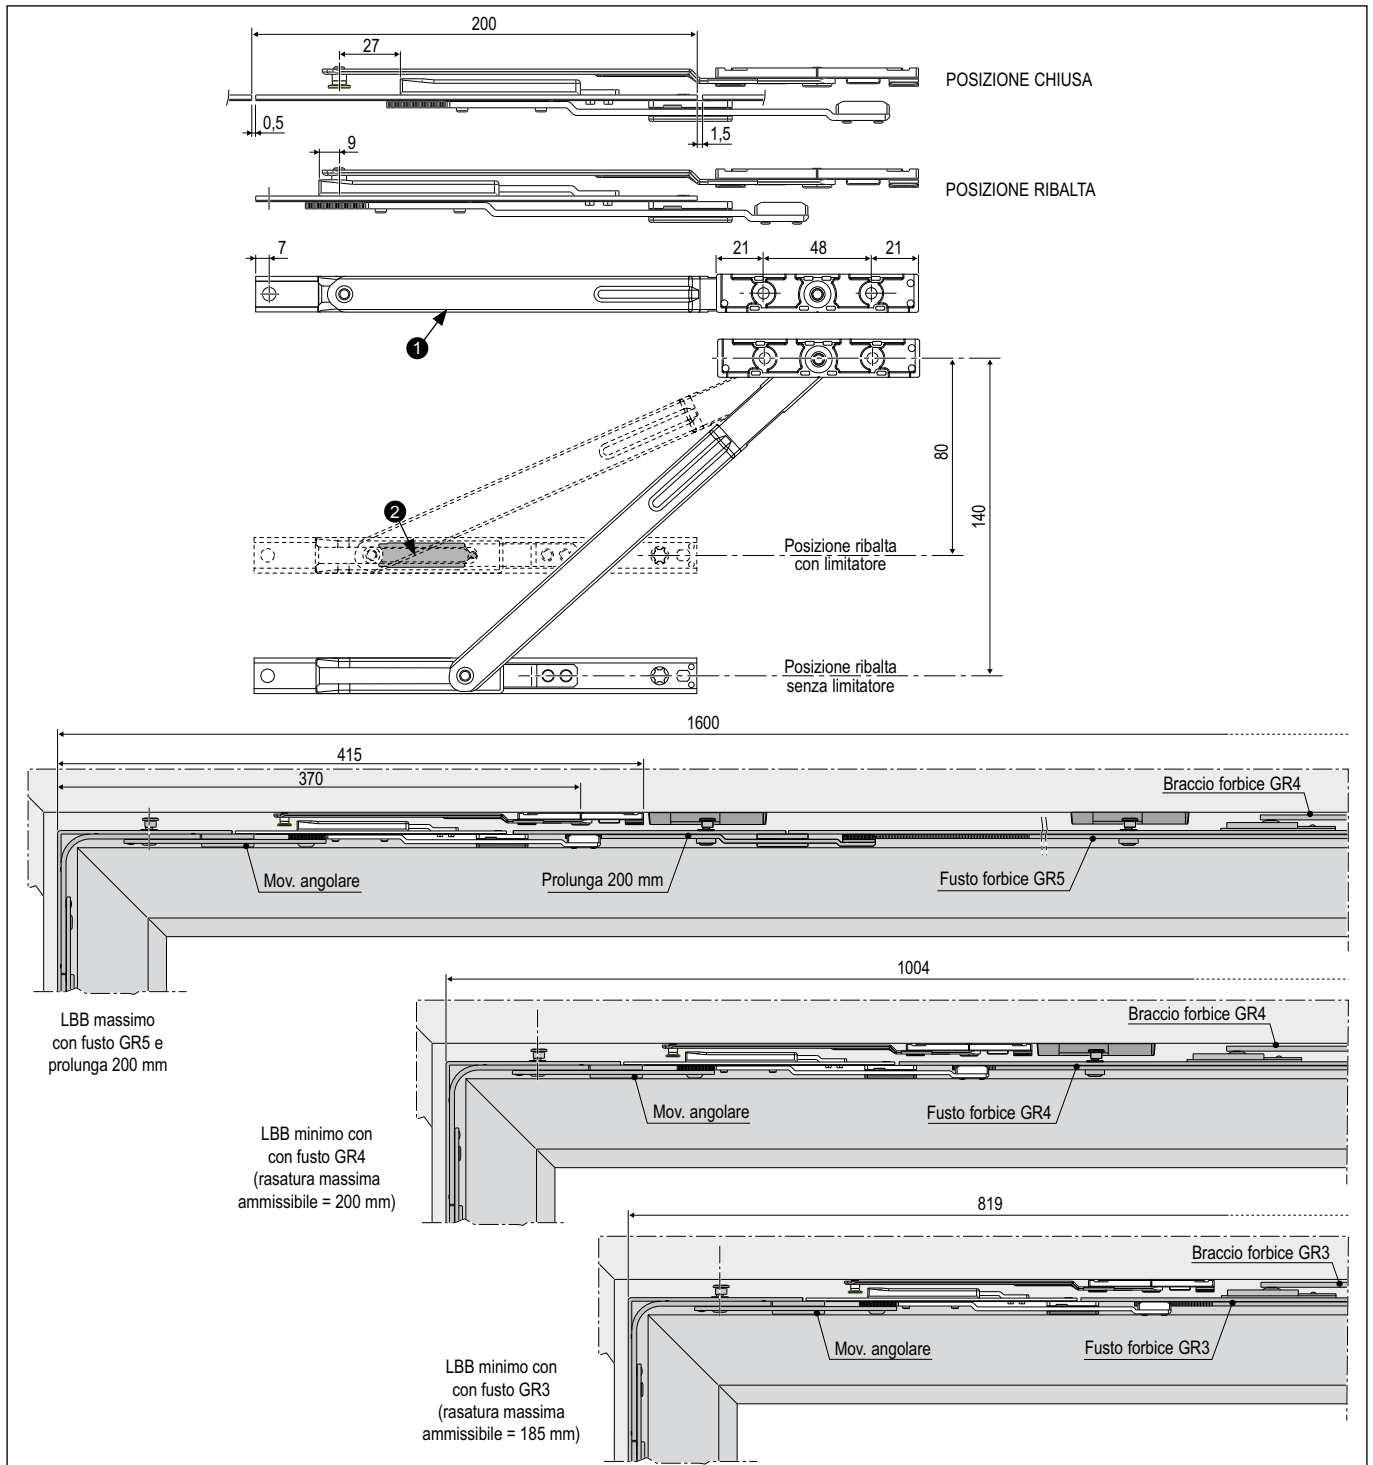 200
27
POSIZIONE CHIUSA
0,5
1,5
9
POSIZIONE RIBALTA
7
21
48
21
1
80
140
2
Posizione ribalta
con limitatore
Posizione ribalta
senza limitatore
1600
415
370
Braccio forbice GR4
Mov. angolare
Prolunga 200 mm
Fusto forbice GR5
LBB massimo
con fusto GR5 e
prolunga 200 mm
1004
Braccio forbice GR4
Mov. angolare
Fusto forbice GR4
LBB minimo con
con fusto GR4
(rasatura massima
ammissibile = 200 mm)
819
Braccio forbice GR3
Mov. angolare
Fusto forbice GR3
LBB minimo con
con fusto GR3
(rasatura massima
ammissibile = 185 mm)